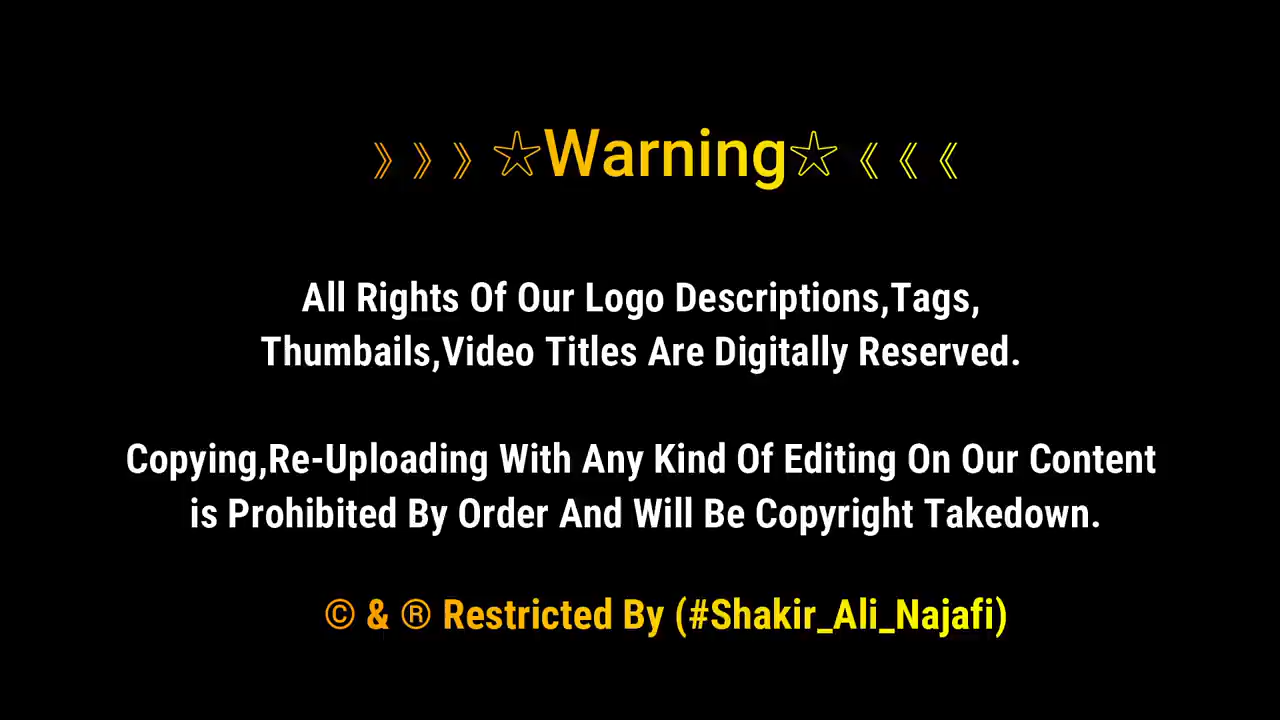 》》》☆Warning☆《《《
All Rights Of Our Logo Descriptions,Tags,
Thumbails,Video Titles Are Digitally Reserved.
Copying,Re-Uploading With Any Kind Of Editing On Our Content
is Prohibited By Order And Will Be Copyright Takedown.
© & ® Restricted By (#Shakir_Ali_Najafi)